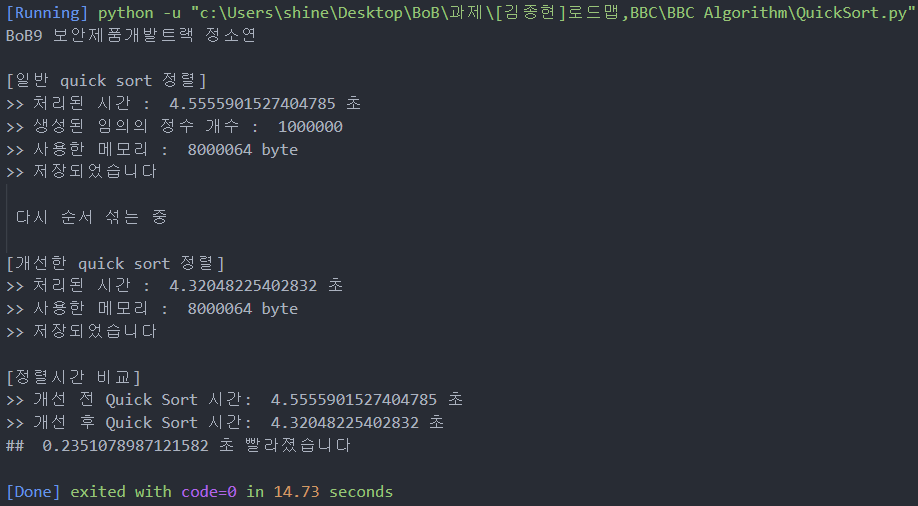 [Running] python -u "c:\Users\shine\Desktop\BoB\과제\[김종현]로드맵,BBC\BBC Algorithm\QuickSort.py"
BoB9 보안제품개발트랙 정소연
[일반 quick sort 정렬]
>> 처리된 시간 :  4.5555901527404785 초
>> 생성된 임의의 정수 개수 :  1000000
>> 사용한 메모리 :  8000064 byte
>> 저장되었습니다
다시 순서 섞는 중
[개선한 quick sort 정렬]
>> 처리된 시간 :  4.32048225402832 초
>> 사용한 메모리 :  8000064 byte
>> 저장되었습니다
[정렬시간 비교]
>> 개선 전 Quick Sort 시간:  4.5555901527404785 초
>> 개선 후 Quick Sort 시간:  4.32048225402832 초
##  0.2351078987121582 초 빨라졌습니다
[Done] exited with code=0 in 14.73 seconds